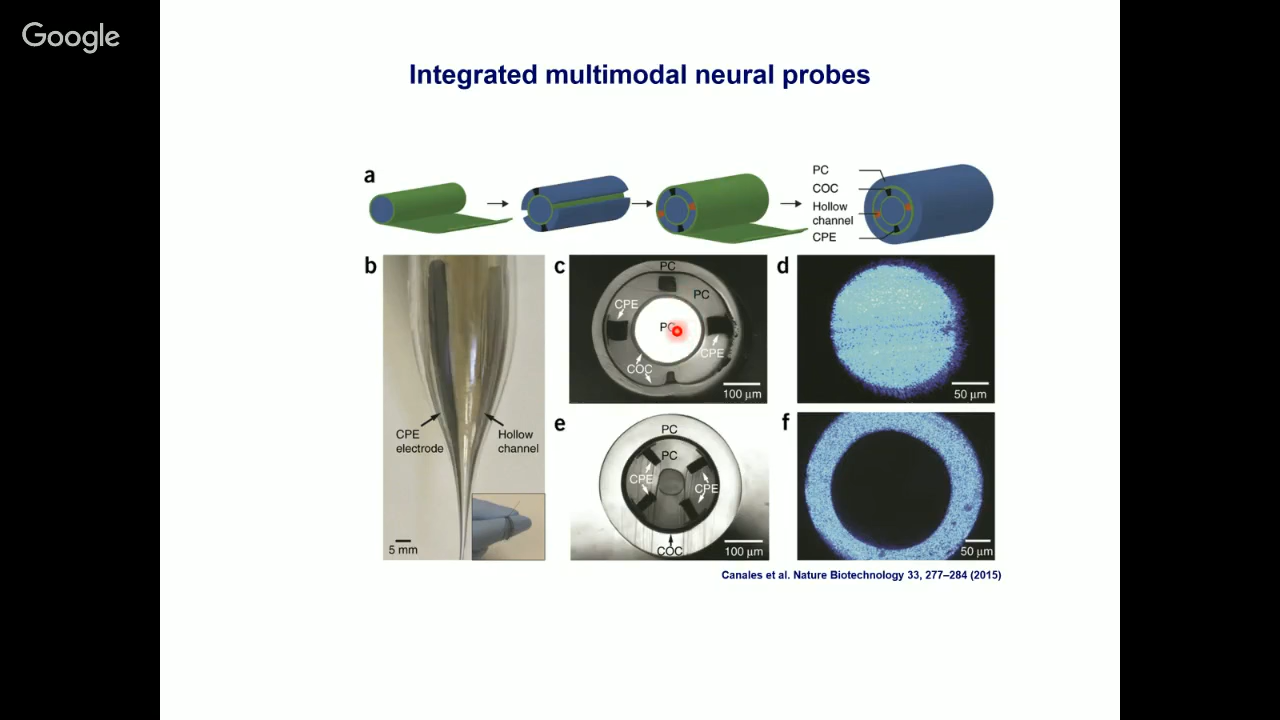 Google
Integrated multimodal neural probes
a
PC
COC
Hollow
channel
CPE
b
CPE
electrode
Hollow
channel
5 mm
c
PC
PC
CPE
PC
CPE
COC
100 μm
d
50 μm
e
PC
PC
CPE
CPE
COC
100 μm
f
50 μm
Canales et al. Nature Biotechnology 33, 277–284 (2015)